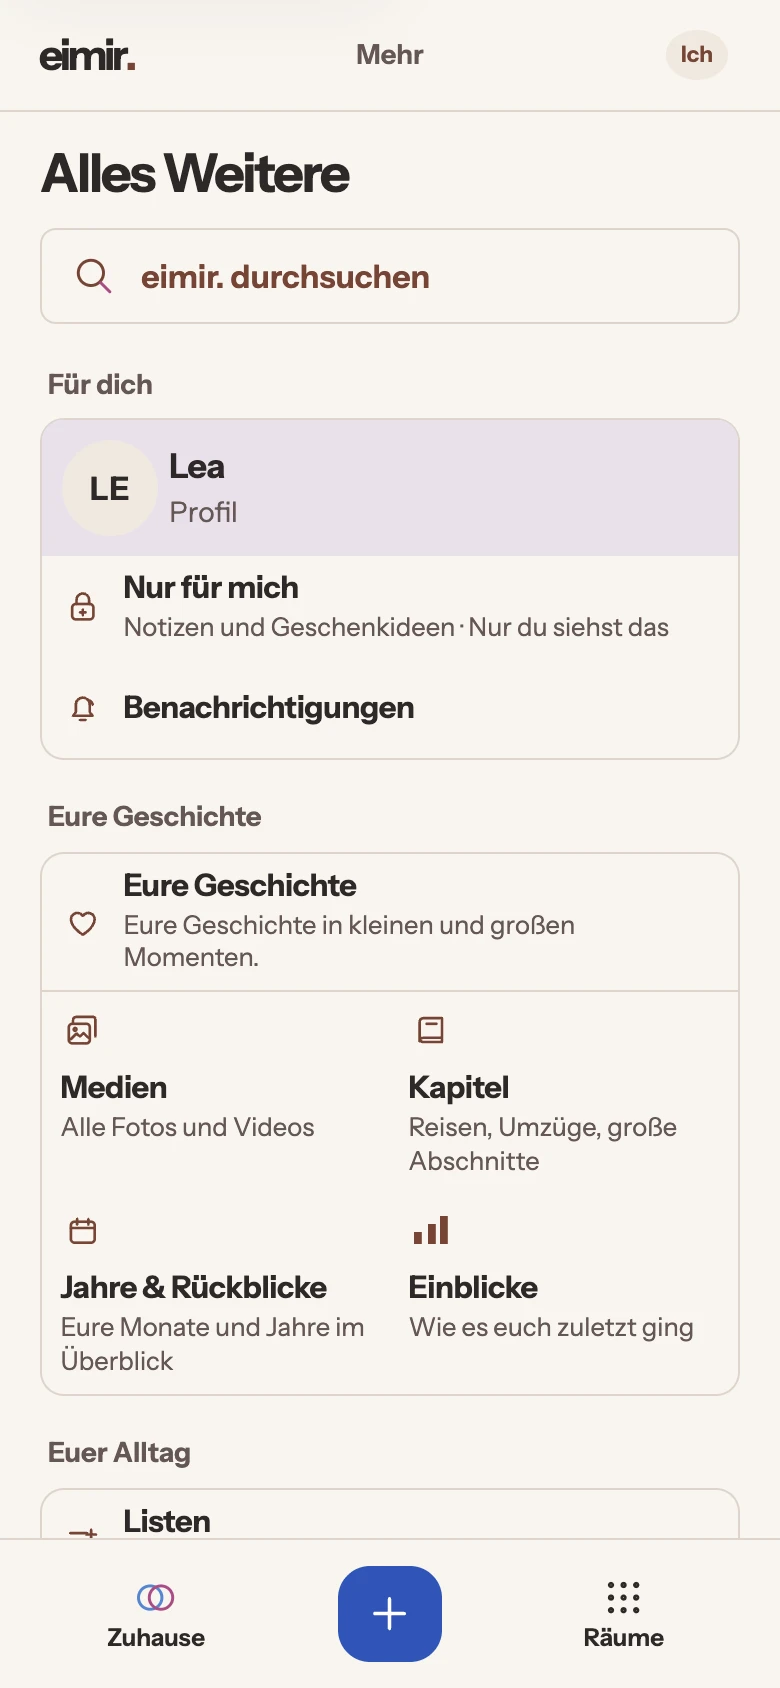 eimir.
Mehr
Ich
Alles Weitere
eimir. durchsuchen
Für dich
LE
Lea
Profil
Nur für mich
Notizen und Geschenkideen · Nur du siehst das
Benachrichtigungen
Eure Geschichte
Eure Geschichte
Eure Geschichte in kleinen und großen
Momenten.
Medien
Alle Fotos und Videos
Kapitel
Reisen, Umzüge, große
Abschnitte
Jahre & Rückblicke
Eure Monate und Jahre im
Überblick
Einblicke
Wie es euch zuletzt ging
Euer Alltag
Listen
Zuhause
Räume